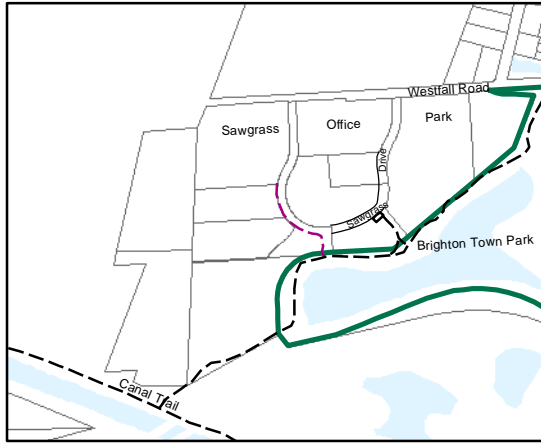 Westfall Road
Sawgrass
Office
Park
Drive
Sawgrass
Brighton Town Park
Canal Trail